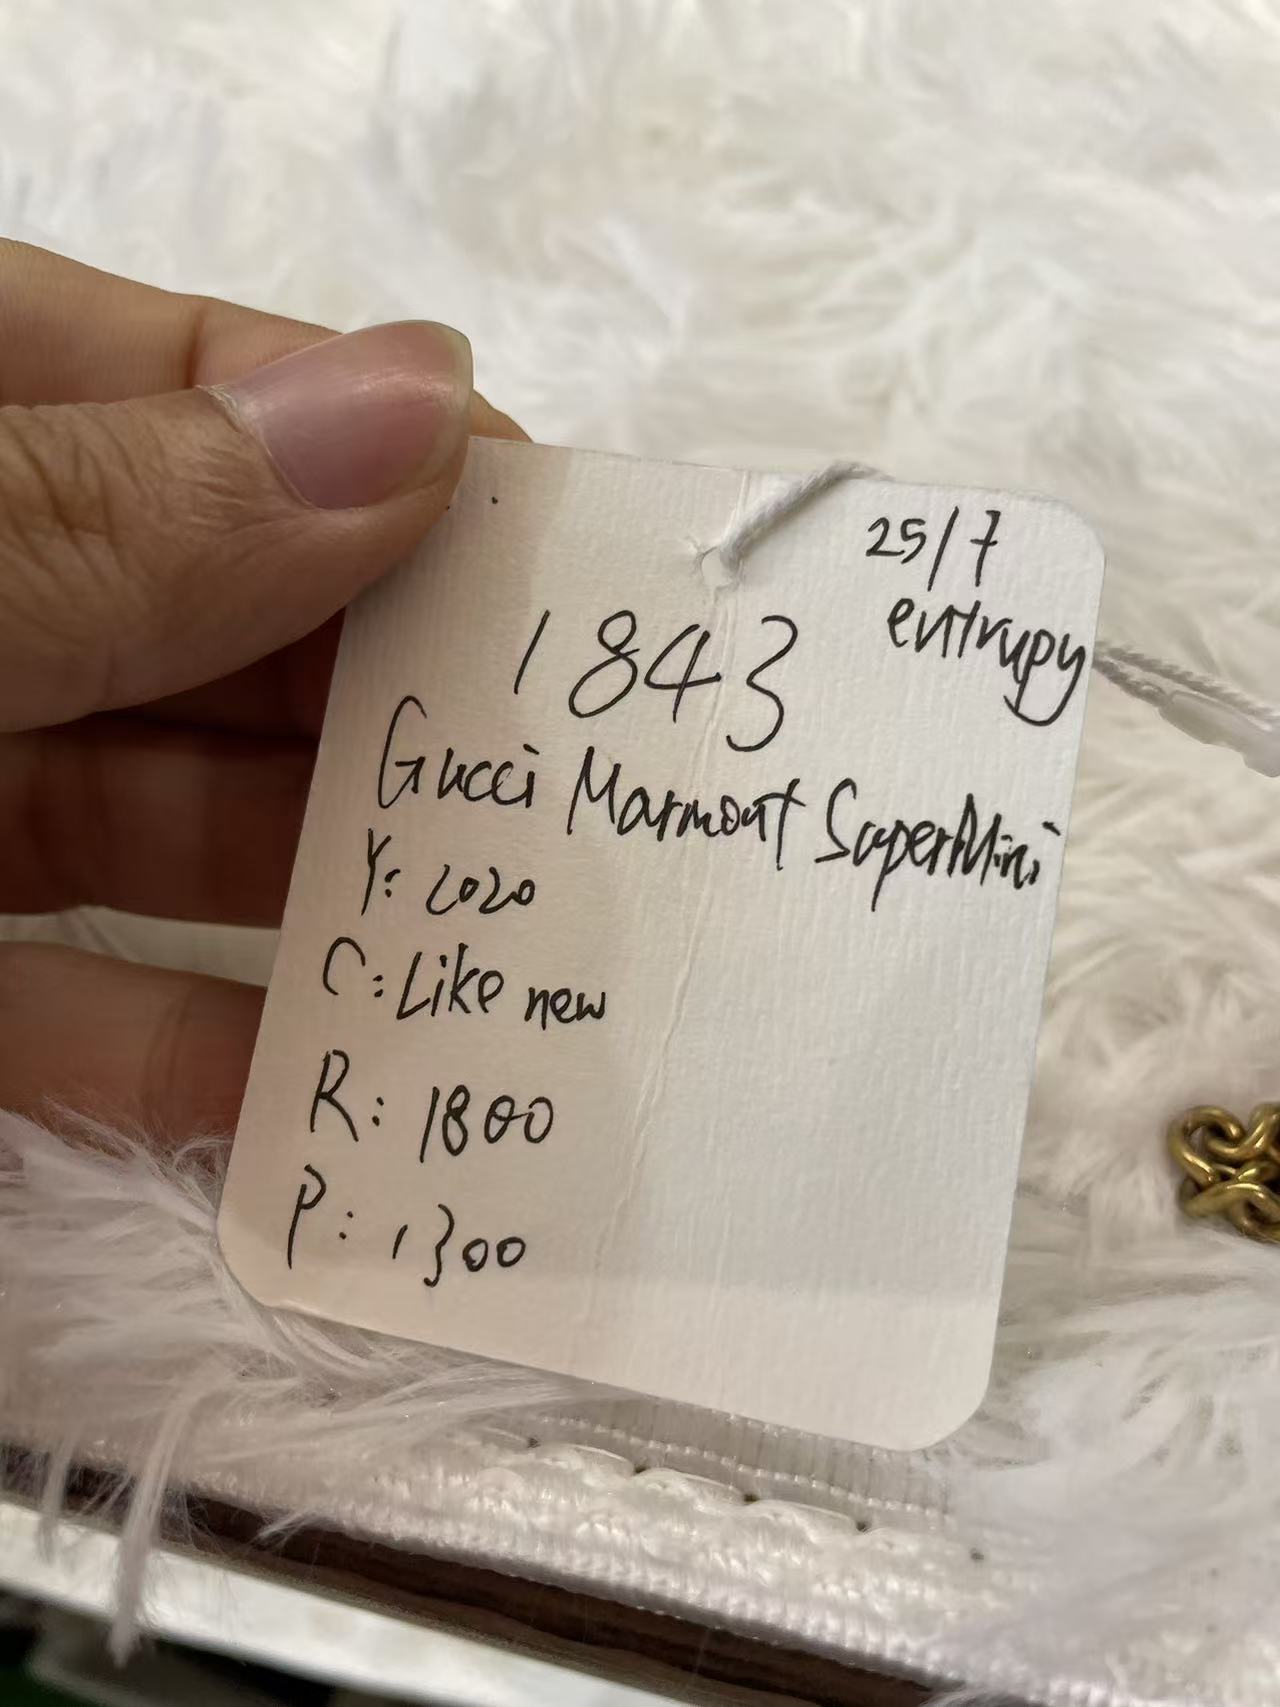 25/7
entrupy
1843
Gucci Marmont SuperMini
Y: 2020
C: Like new
R: 1800
P: 1300